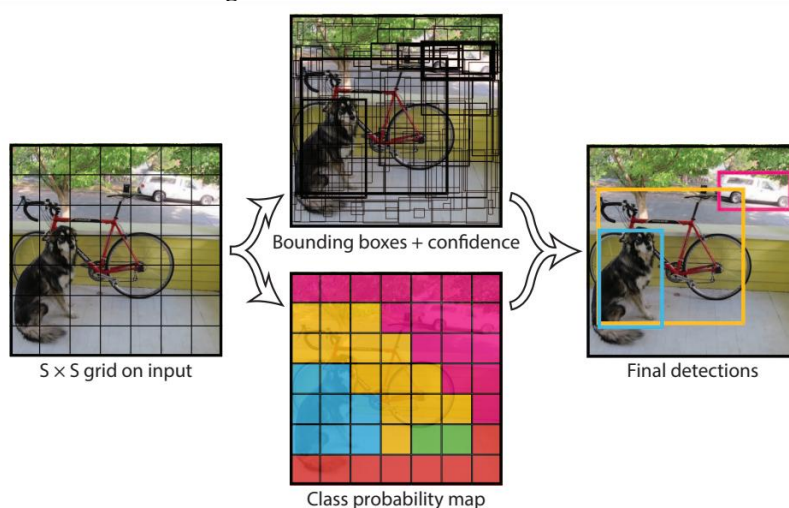 Bounding boxes + confidence
S × S grid on input
Final detections
Class probability map